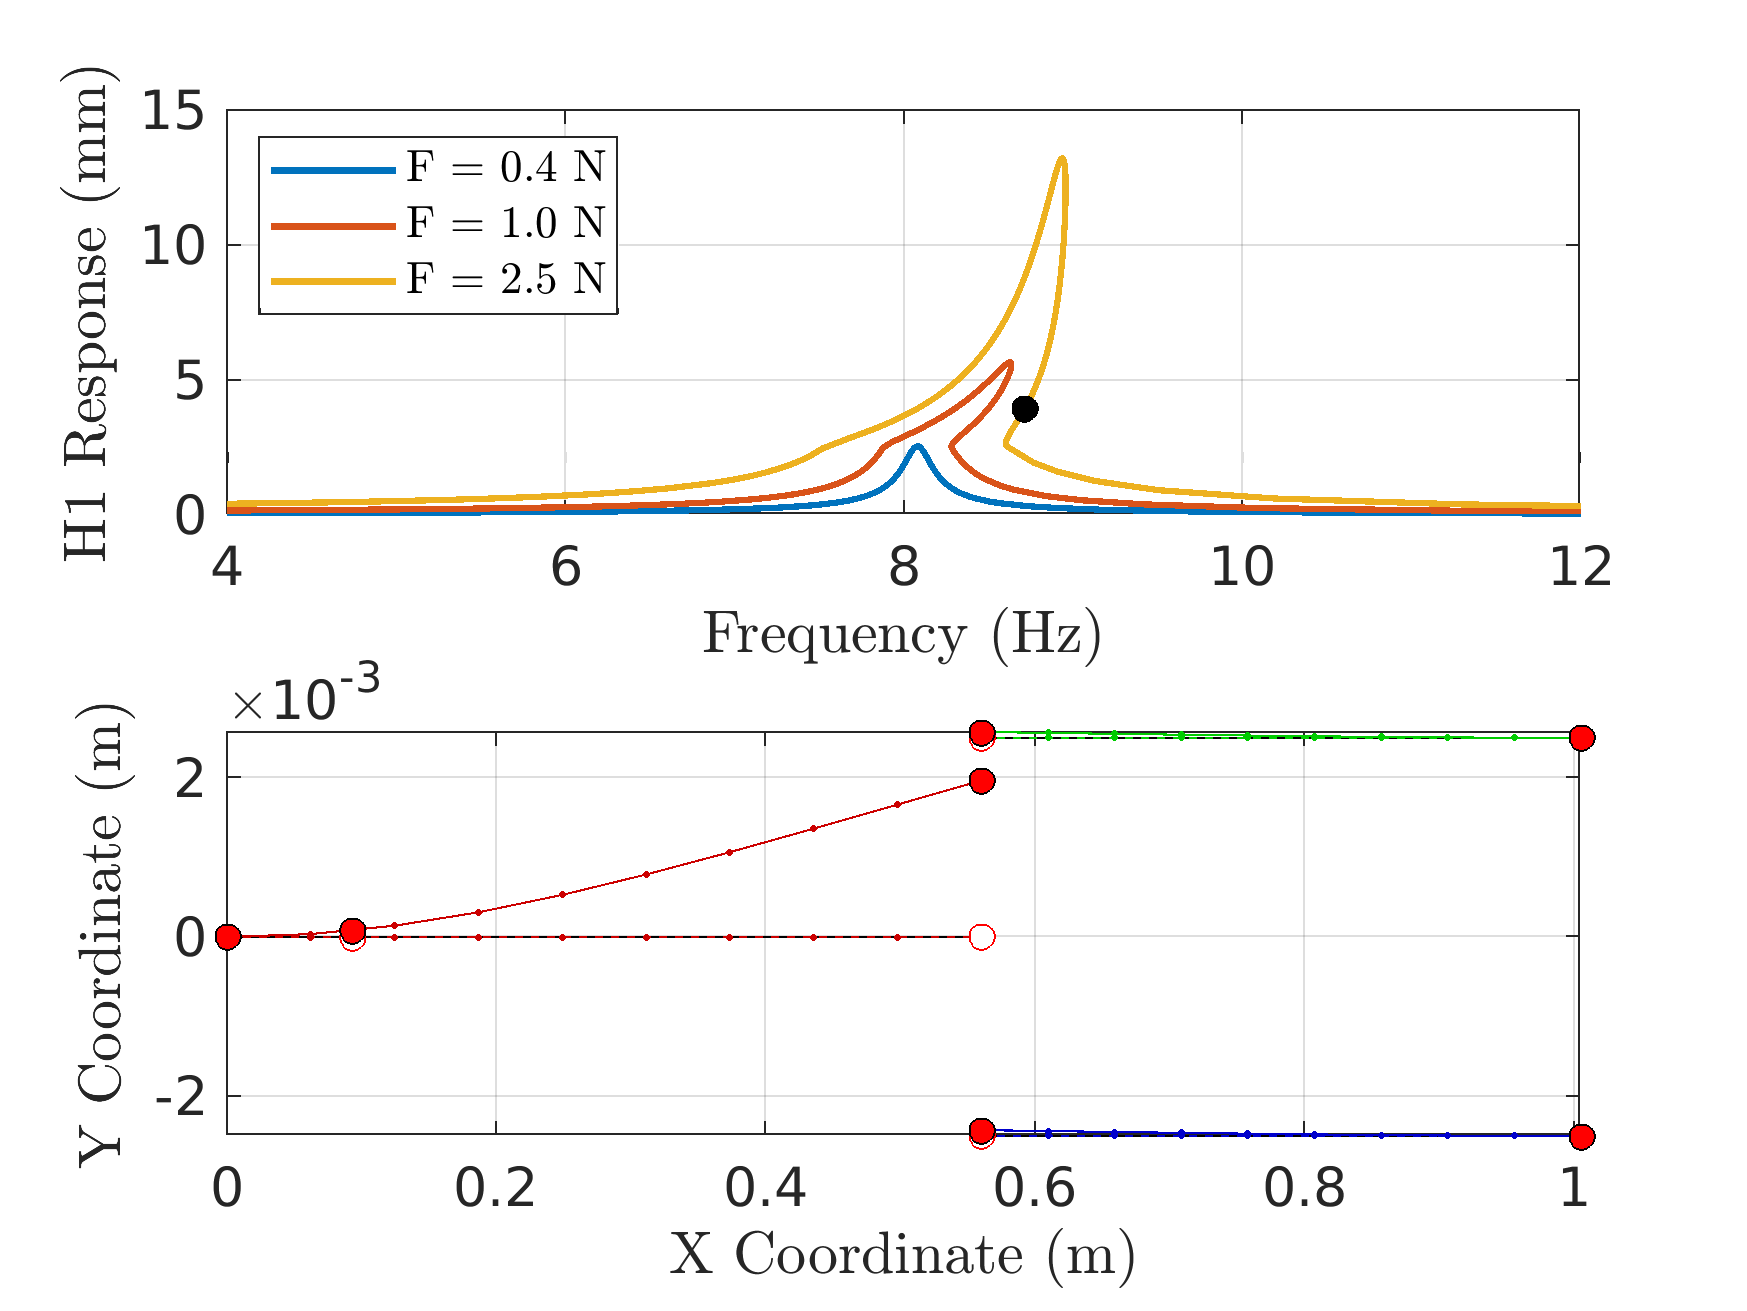 15
10
5
0
H1 Response (mm)
F = 0.4 N
F = 1.0 N
F = 2.5 N
4 6 8 10 12
Frequency (Hz)
×10-3
2
0
-2
Y Coordinate (m)
0 0.2 0.4 0.6 0.8 1
X Coordinate (m)